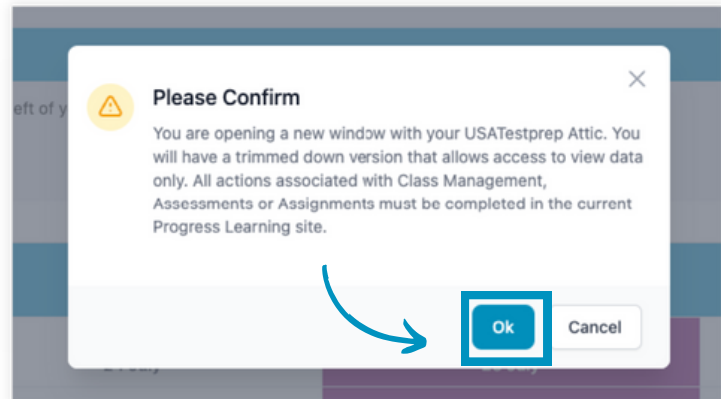 eft of y
Please Confirm
You are opening a new window with your USATestprep Attic. You
will have a trimmed down version that allows access to view data
only. All actions associated with Class Management,
Assessments or Assignments must be completed in the current
Progress Learning site.
Ok Cancel